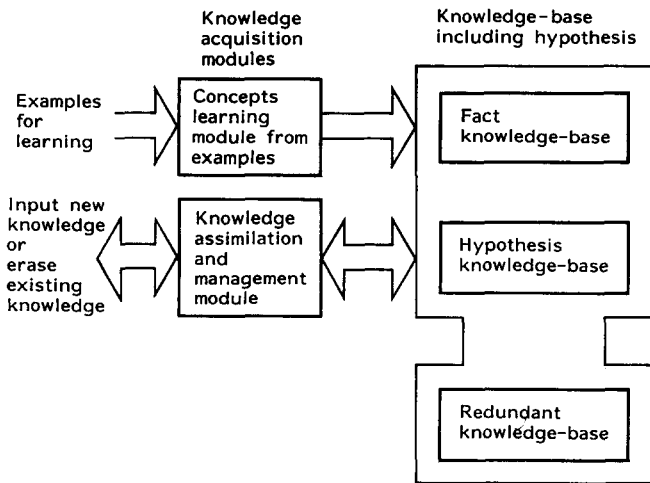 Knowledge
acquisition
modules
Knowledge-base
including hypothesis
Examples
for
learning
Concepts
learning
module from
examples
Fact
knowledge-base
Input new
knowledge
or
erase
existing
knowledge
Knowledge
assimilation
and
management
module
Hypothesis
knowledge-base
Redundant
knowledge-base